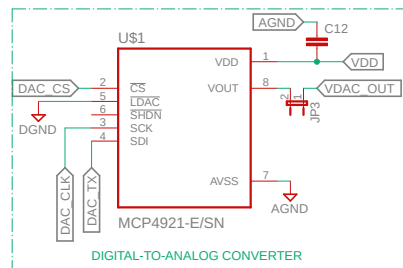 U$1
AGND
C12
VDD
1
VDD
DAC_CS
2
CS
VOUT
8
VDAC_OUT
5
LDAC
2
1
JP3
6
SHDN
DGND
3
SCK
4
SDI
DAC_CLK
DAC_TX
AVSS
7
AGND
MCP4921-E/SN
DIGITAL-TO-ANALOG CONVERTER